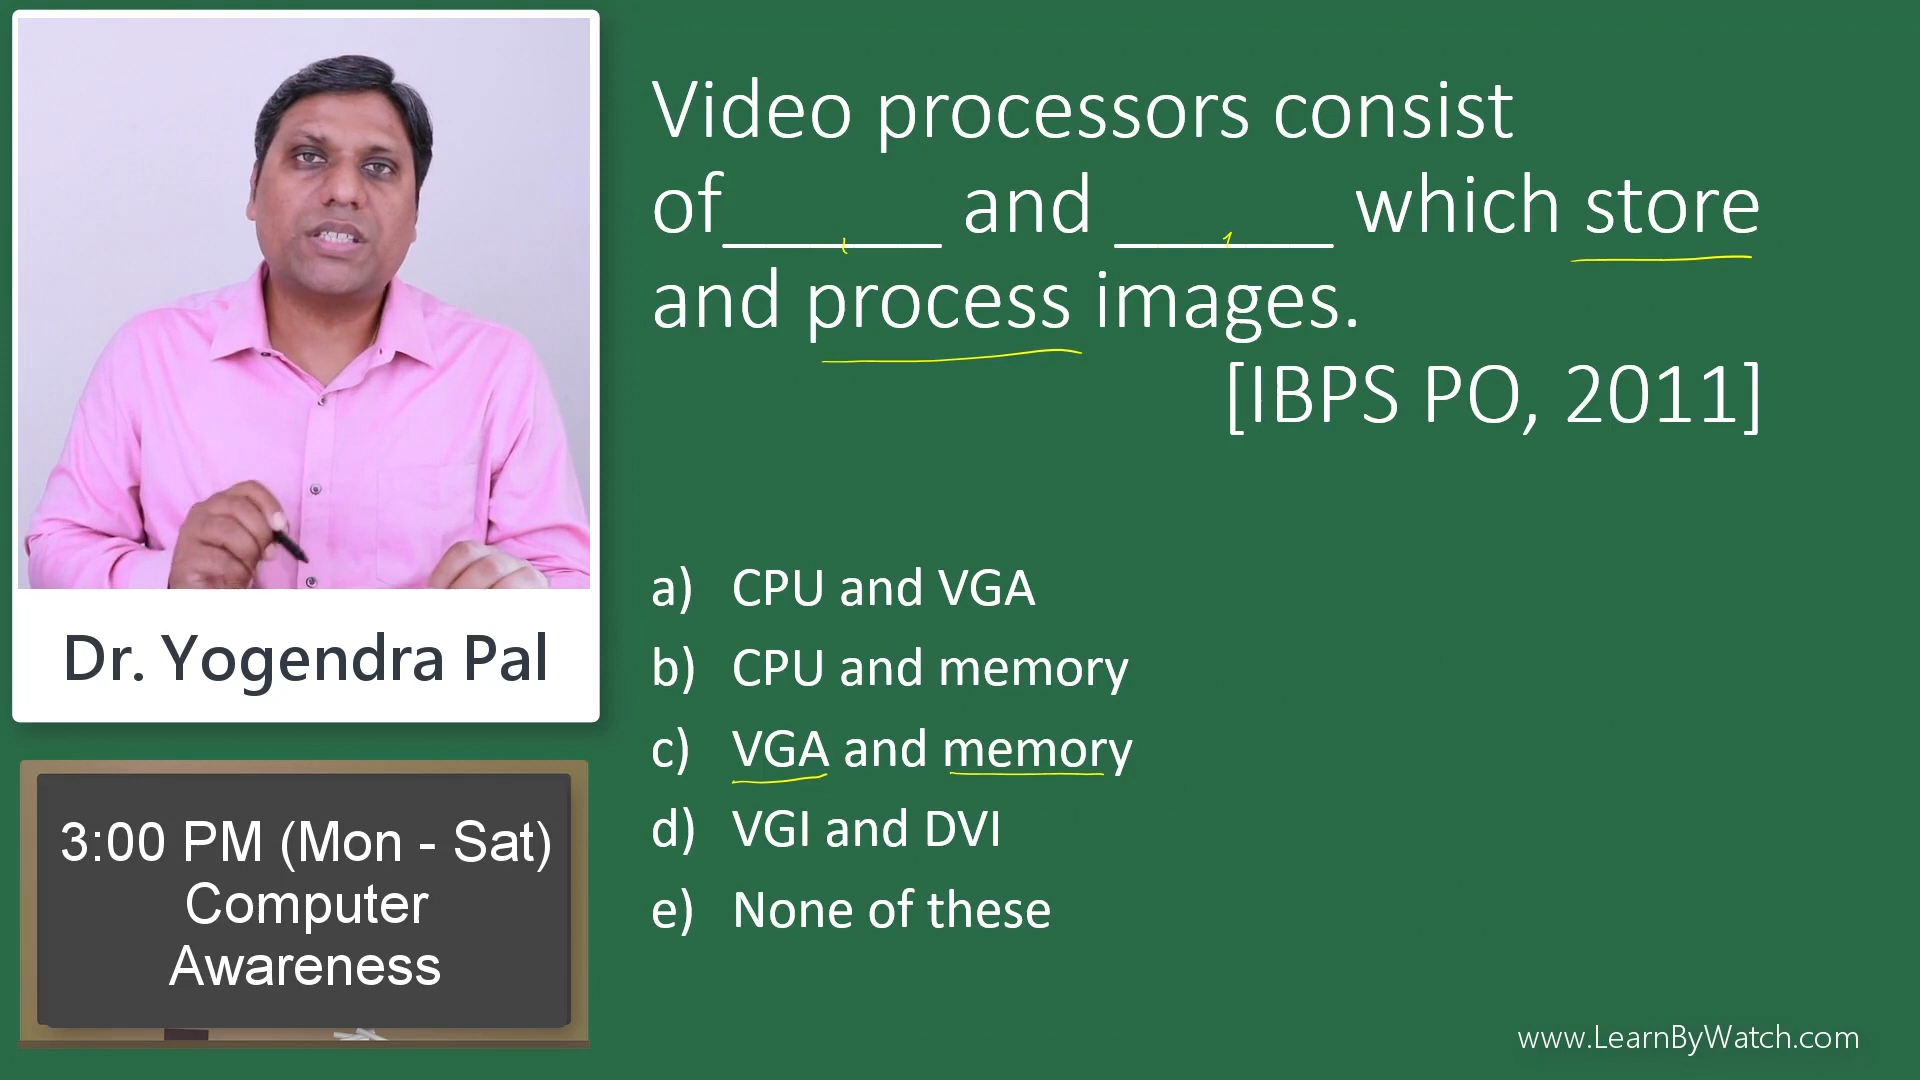 Video processors consist
of______ and ______ which store
and process images.
[IBPS PO, 2011]
a) CPU and VGA
b) CPU and memory
c) VGA and memory
d) VGI and DVI
e) None of these
Dr. Yogendra Pal
3:00 PM (Mon - Sat)
Computer
Awareness
www.LearnByWatch.com